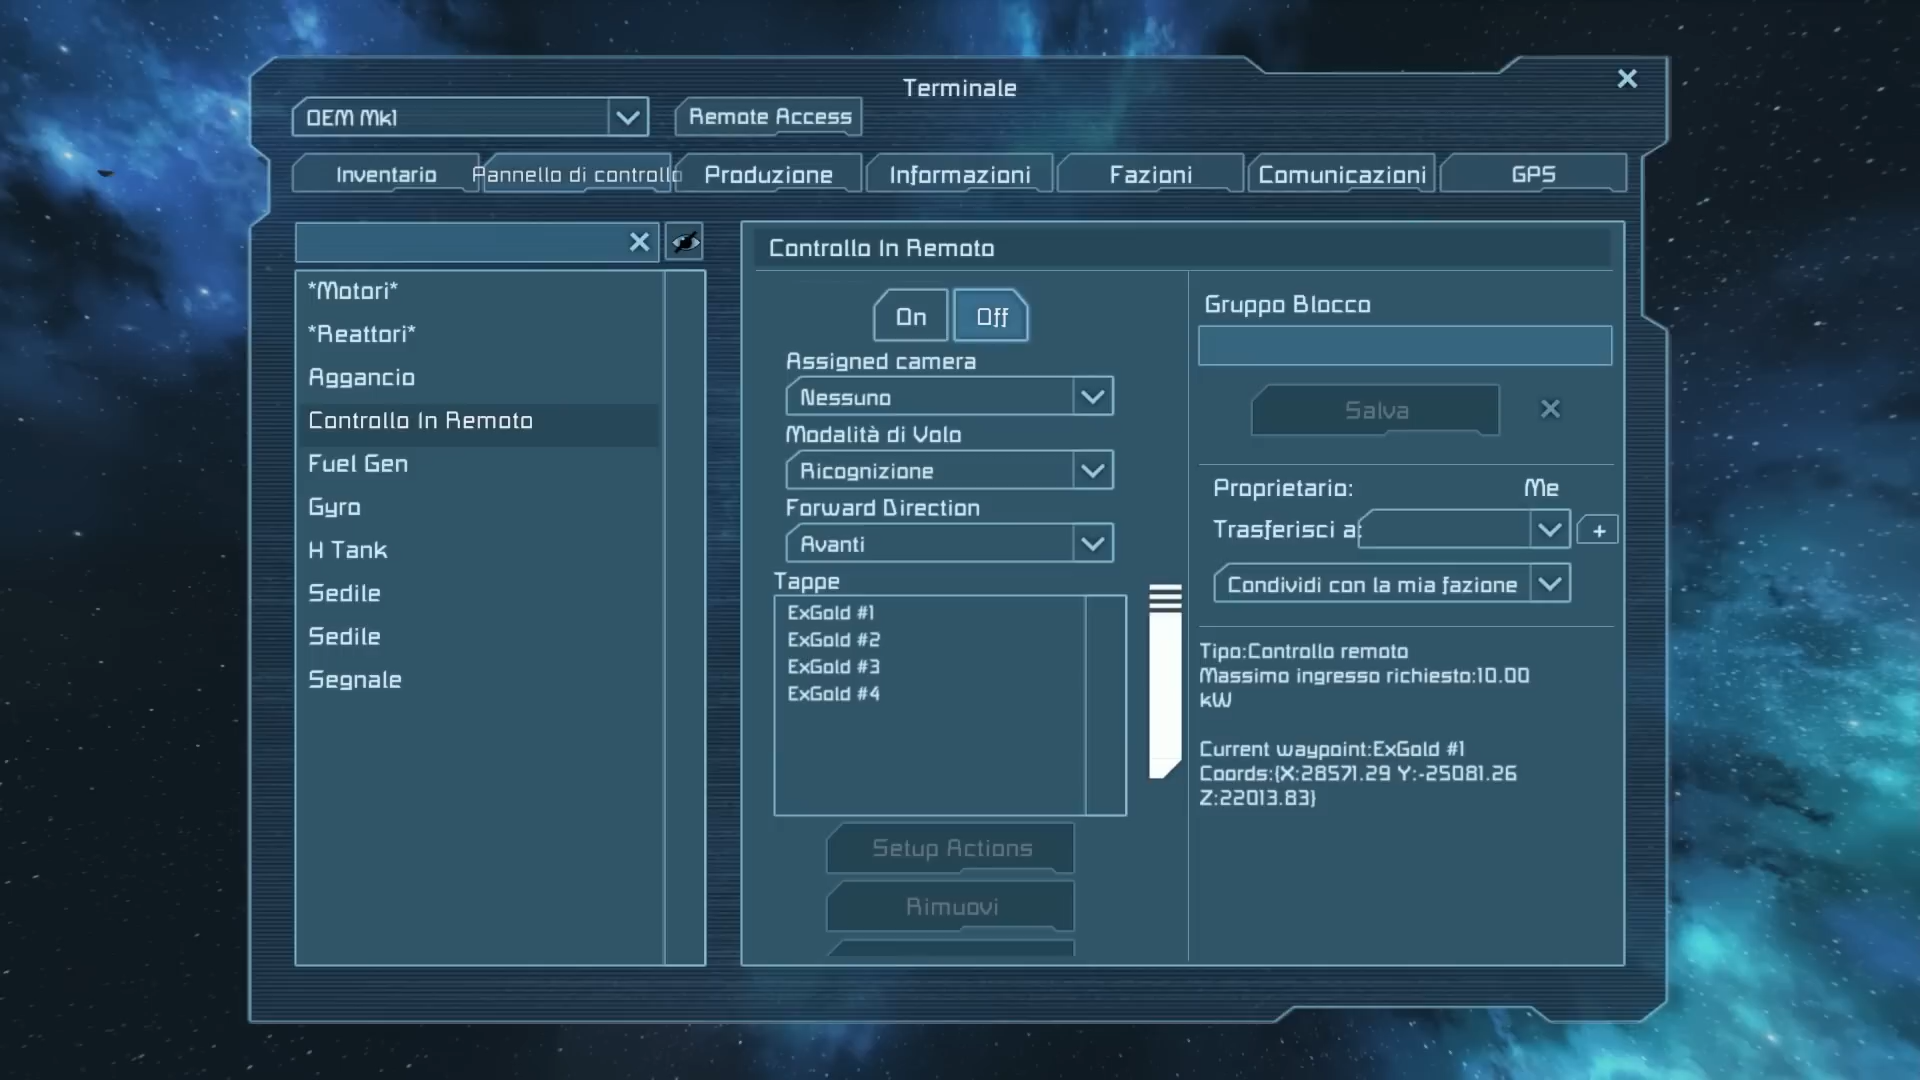 Terminale
OEM Mk1
Remote Access
Inventario
Pannello di controllo
Produzione
Informazioni
Fazioni
Comunicazioni
GPS
*Motori*
*Reattori*
Aggancio
Controllo In Remoto
Fuel Gen
Gyro
H Tank
Sedile
Sedile
Segnale
Controllo In Remoto
On
Off
Assigned camera
Nessuno
Modalità di Volo
Ricognizione
Forward Direction
Avanti
Tappe
ExGold #1
ExGold #2
ExGold #3
ExGold #4
Setup Actions
Rimuovi
Gruppo Blocco
Salva
Proprietario: Me
Trasferisci a:
+
Condividi con la mia fazione
Tipo:Controllo remoto
Massimo ingresso richiesto:10.00
kW
Current waypoint:ExGold #1
Coords:{X:28571.29 Y:-25081.26
Z:22013.83}